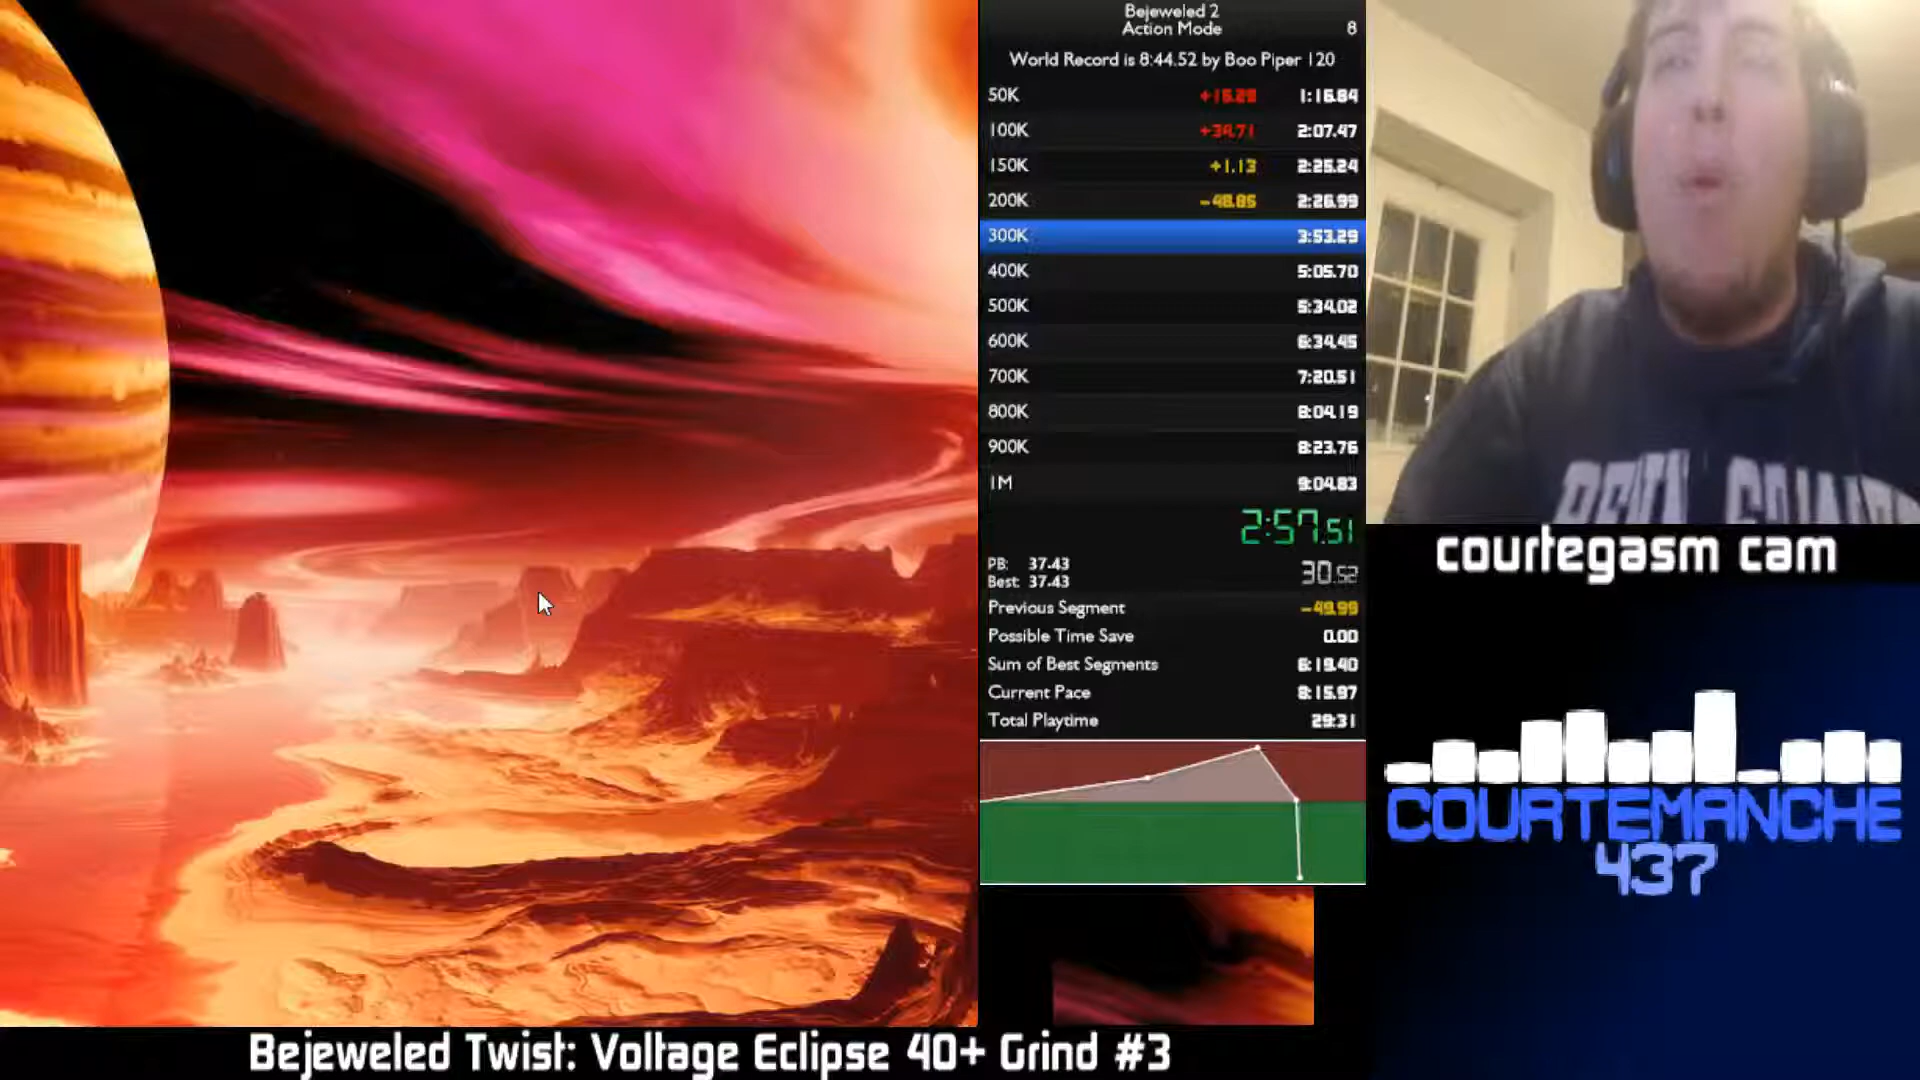 Bejeweled 2
Action Mode 8
World Record is 8:44.52 by Boo Piper 120
50K +15.29 1:16.84
100K +34.71 2:07.47
150K +1.13 2:25.24
200K -48.85 2:26.99
300K 3:53.29
400K 5:05.70
500K 5:34.02
600K 6:34.45
700K 7:20.51
800K 8:04.19
900K 8:23.76
1M 9:04.83
2:57.51
PB: 37.43
Best: 37.43
30.52
Previous Segment -49.99
Possible Time Save 0.00
Sum of Best Segments 6:19.40
Current Pace 8:15.97
Total Playtime 29:31
courtegasm cam
COURTEMANCHE
437
Bejeweled Twist: Voltage Eclipse 40+ Grind #3